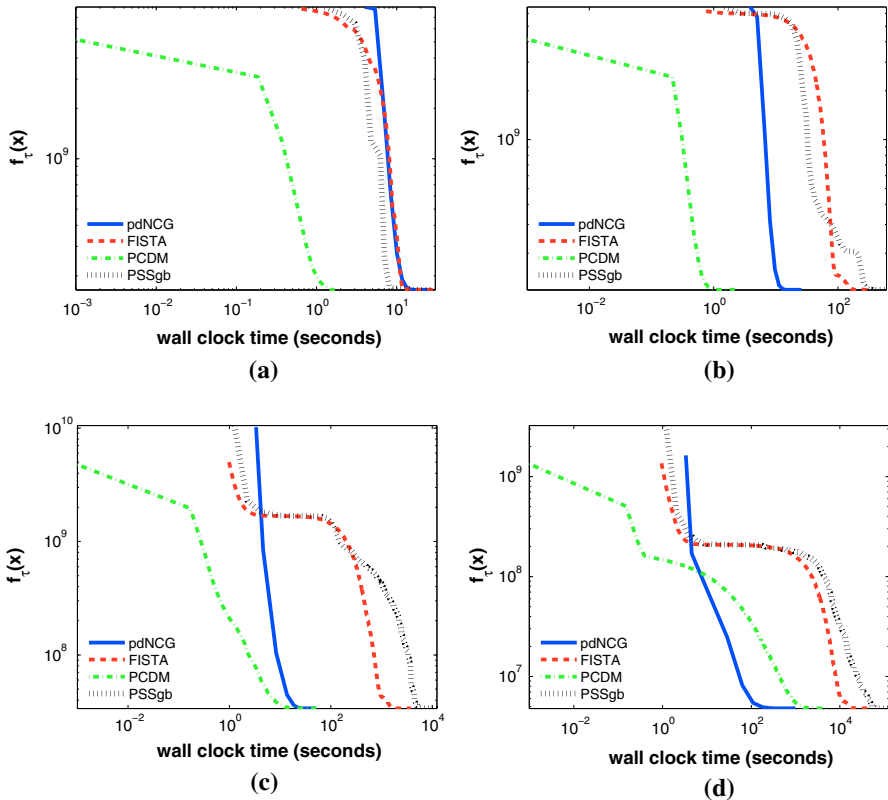 f_τ(x)
10^9
pdNCG
FISTA
PCDM
PSSgb
10^−3 10^−2 10^−1 10^0 10^1
wall clock time (seconds)
(a)
f_τ(x)
10^9
pdNCG
FISTA
PCDM
PSSgb
10^−2 10^0 10^2
wall clock time (seconds)
(b)
f_τ(x)
10^10
10^9
10^8
pdNCG
FISTA
PCDM
PSSgb
10^−2 10^0 10^2 10^4
wall clock time (seconds)
(c)
f_τ(x)
10^9
10^8
10^7
pdNCG
FISTA
PCDM
PSSgb
10^−2 10^0 10^2 10^4
wall clock time (seconds)
(d)